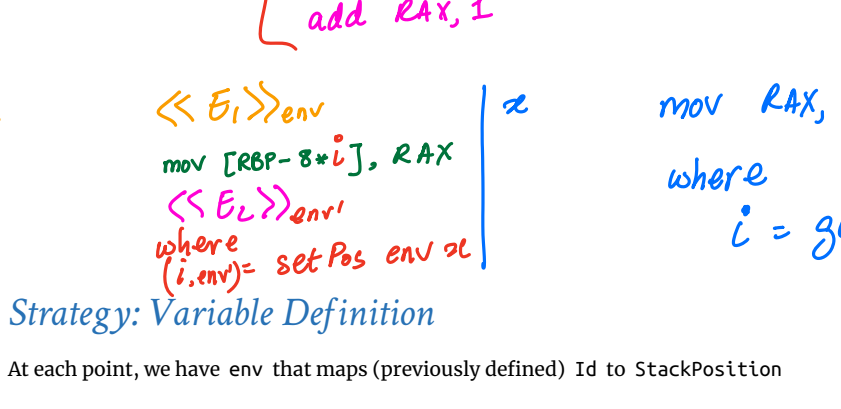 add RAX, 1
<< E1 >>env
mov [RBP- 8*i], RAX
<< E2 >>env'
where
(i, env')= setPos env x
x
mov RAX,
where
i =
Strategy: Variable Definition
At each point, we have env that maps (previously defined) Id to StackPosition